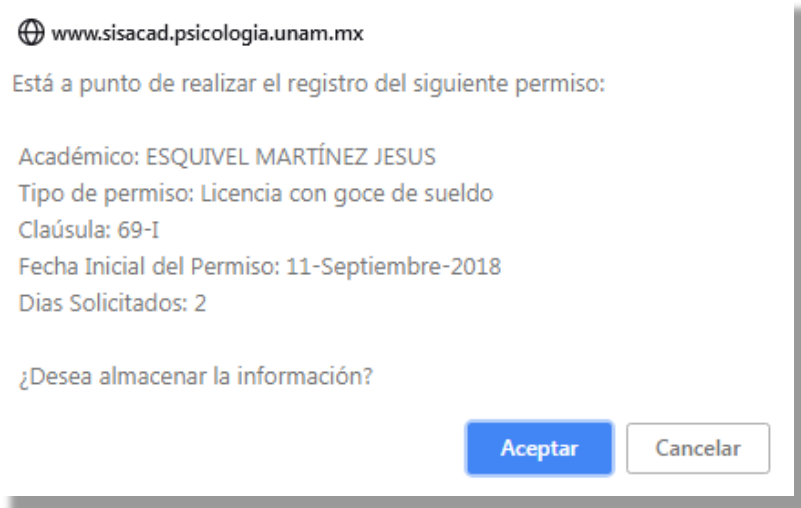 www.sisacad.psicologia.unam.mx
Está a punto de realizar el registro del siguiente permiso:
Académico: ESQUIVEL MARTÍNEZ JESUS
Tipo de permiso: Licencia con goce de sueldo
Claúsula: 69-I
Fecha Inicial del Permiso: 11-Septiembre-2018
Dias Solicitados: 2
¿Desea almacenar la información?
Aceptar Cancelar